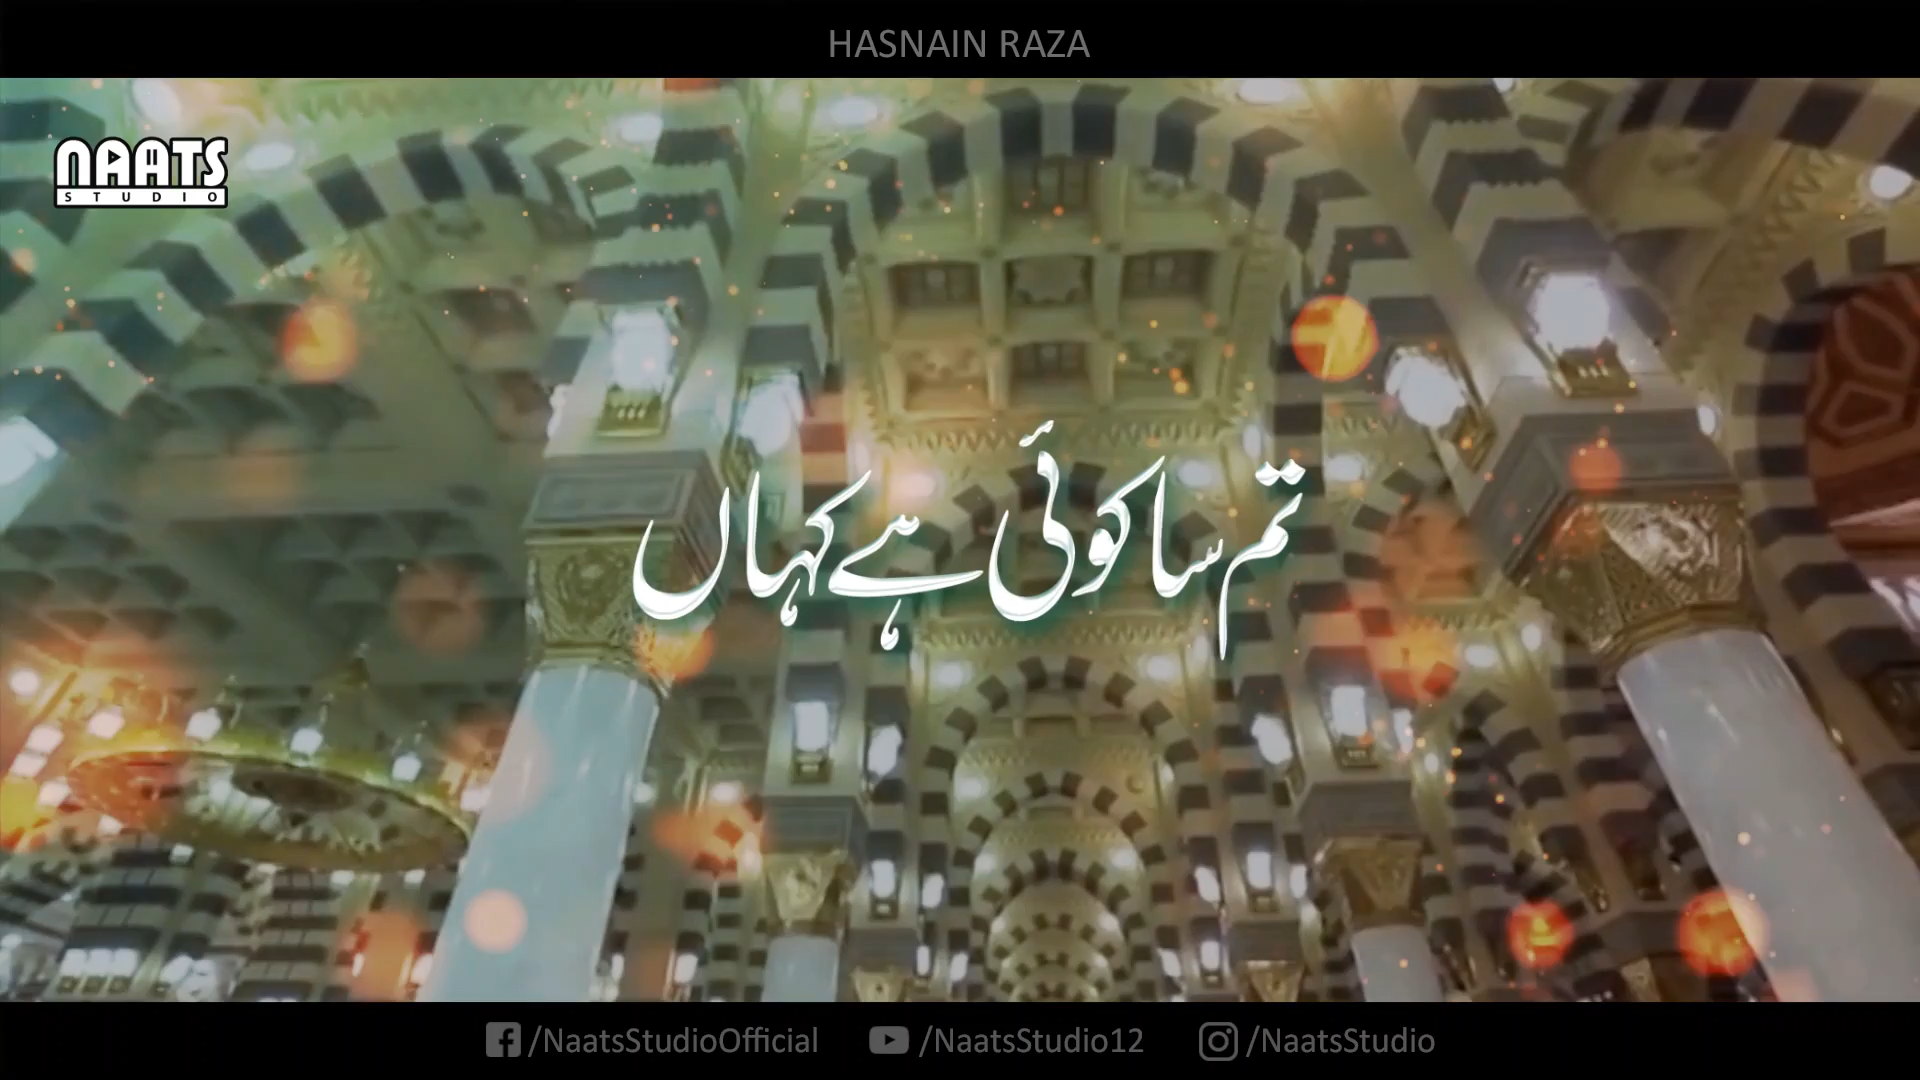 HASNAIN RAZA
NAATS
STUDIO
تم سا کوئی ہے کہاں
/NaatsStudioOfficial /NaatsStudio12 /NaatsStudio